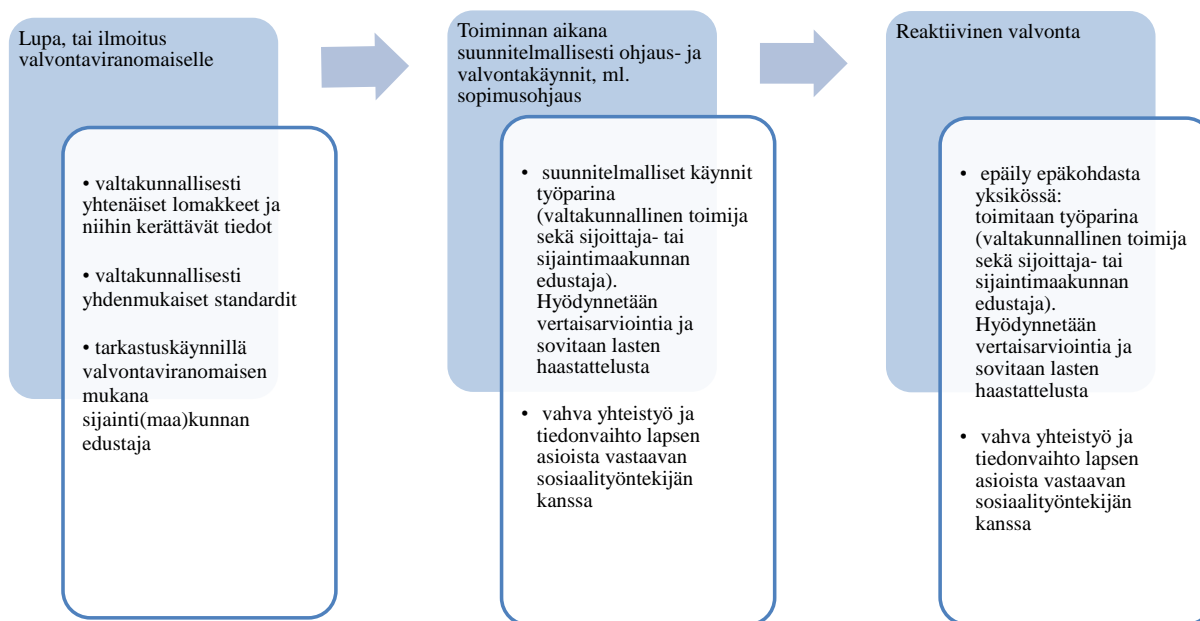 Lupa, tai ilmoitus
valvontaviranomaiselle
• valtakunnallisesti
yhtenäiset lomakkeet ja
niihin kerättävät tiedot
• valtakunnallisesti
yhdenmukaiset standardit
• tarkastuskäynnillä
valvontaviranomaisen
mukana
sijainti(maa)kunnan
edustaja
Toiminnan aikana
suunnitelmallisesti ohjaus- ja
valvontakäynnit, ml.
sopimusohjaus
• suunnitelmalliset käynnit
työparina
(valtakunnallinen toimija
sekä sijoittaja- tai
sijaintimaakunnan
edustaja).
Hyödynnetään
vertaisarviointia ja
sovitaan lasten
haastattelusta
• vahva yhteistyö ja
tiedonvaihto lapsen
asioista vastaavan
sosiaalityöntekijän
kanssa
Reaktiivinen valvonta
• epäily epäkohdasta
yksikössä:
toimitaan työparina
(valtakunnallinen toimija
sekä sijoittaja- tai
sijaintimaakunnan
edustaja).
Hyödynnetään
vertaisarviointia ja
sovitaan lasten
haastattelusta
• vahva yhteistyö ja
tiedonvaihto lapsen
asioista vastaavan
sosiaalityöntekijän
kanssa